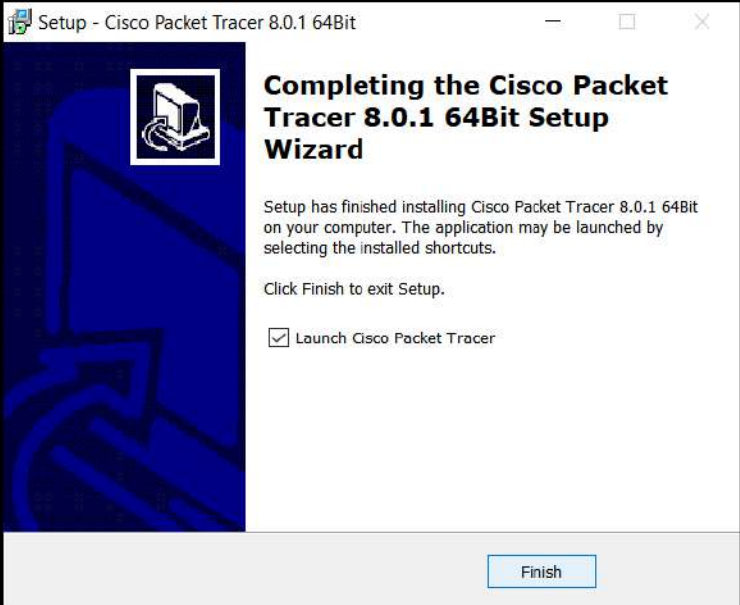 Setup - Cisco Packet Tracer 8.0.1 64Bit
Completing the Cisco Packet
Tracer 8.0.1 64Bit Setup
Wizard
Setup has finished installing Cisco Packet Tracer 8.0.1 64Bit
on your computer. The application may be launched by
selecting the installed shortcuts.
Click Finish to exit Setup.
Launch Cisco Packet Tracer
Finish